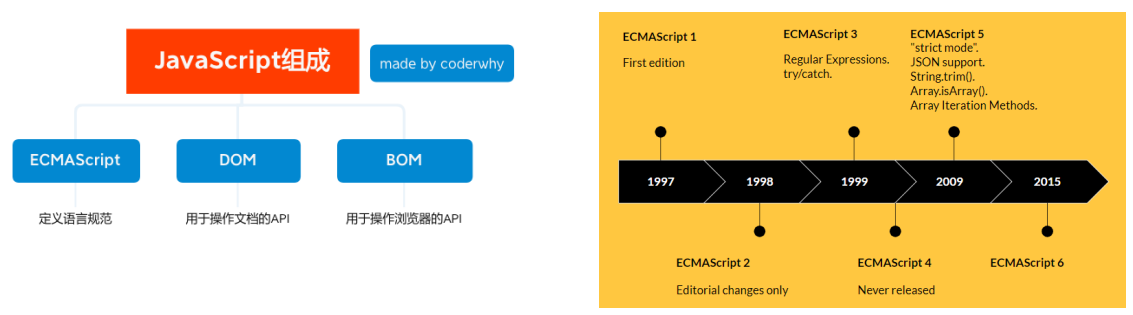 JavaScript组成
made by coderwhy
ECMAScript
DOM
BOM
定义语言规范
用于操作文档的API
用于操作浏览器的API
ECMAScript 1
First edition
ECMAScript 3
Regular Expressions.
try/catch.
ECMAScript 5
"strict mode".
JSON support.
String.trim().
Array.isArray().
Array Iteration Methods.
1997
1998
1999
2009
2015
ECMAScript 2
Editorial changes only
ECMAScript 4
Never released
ECMAScript 6